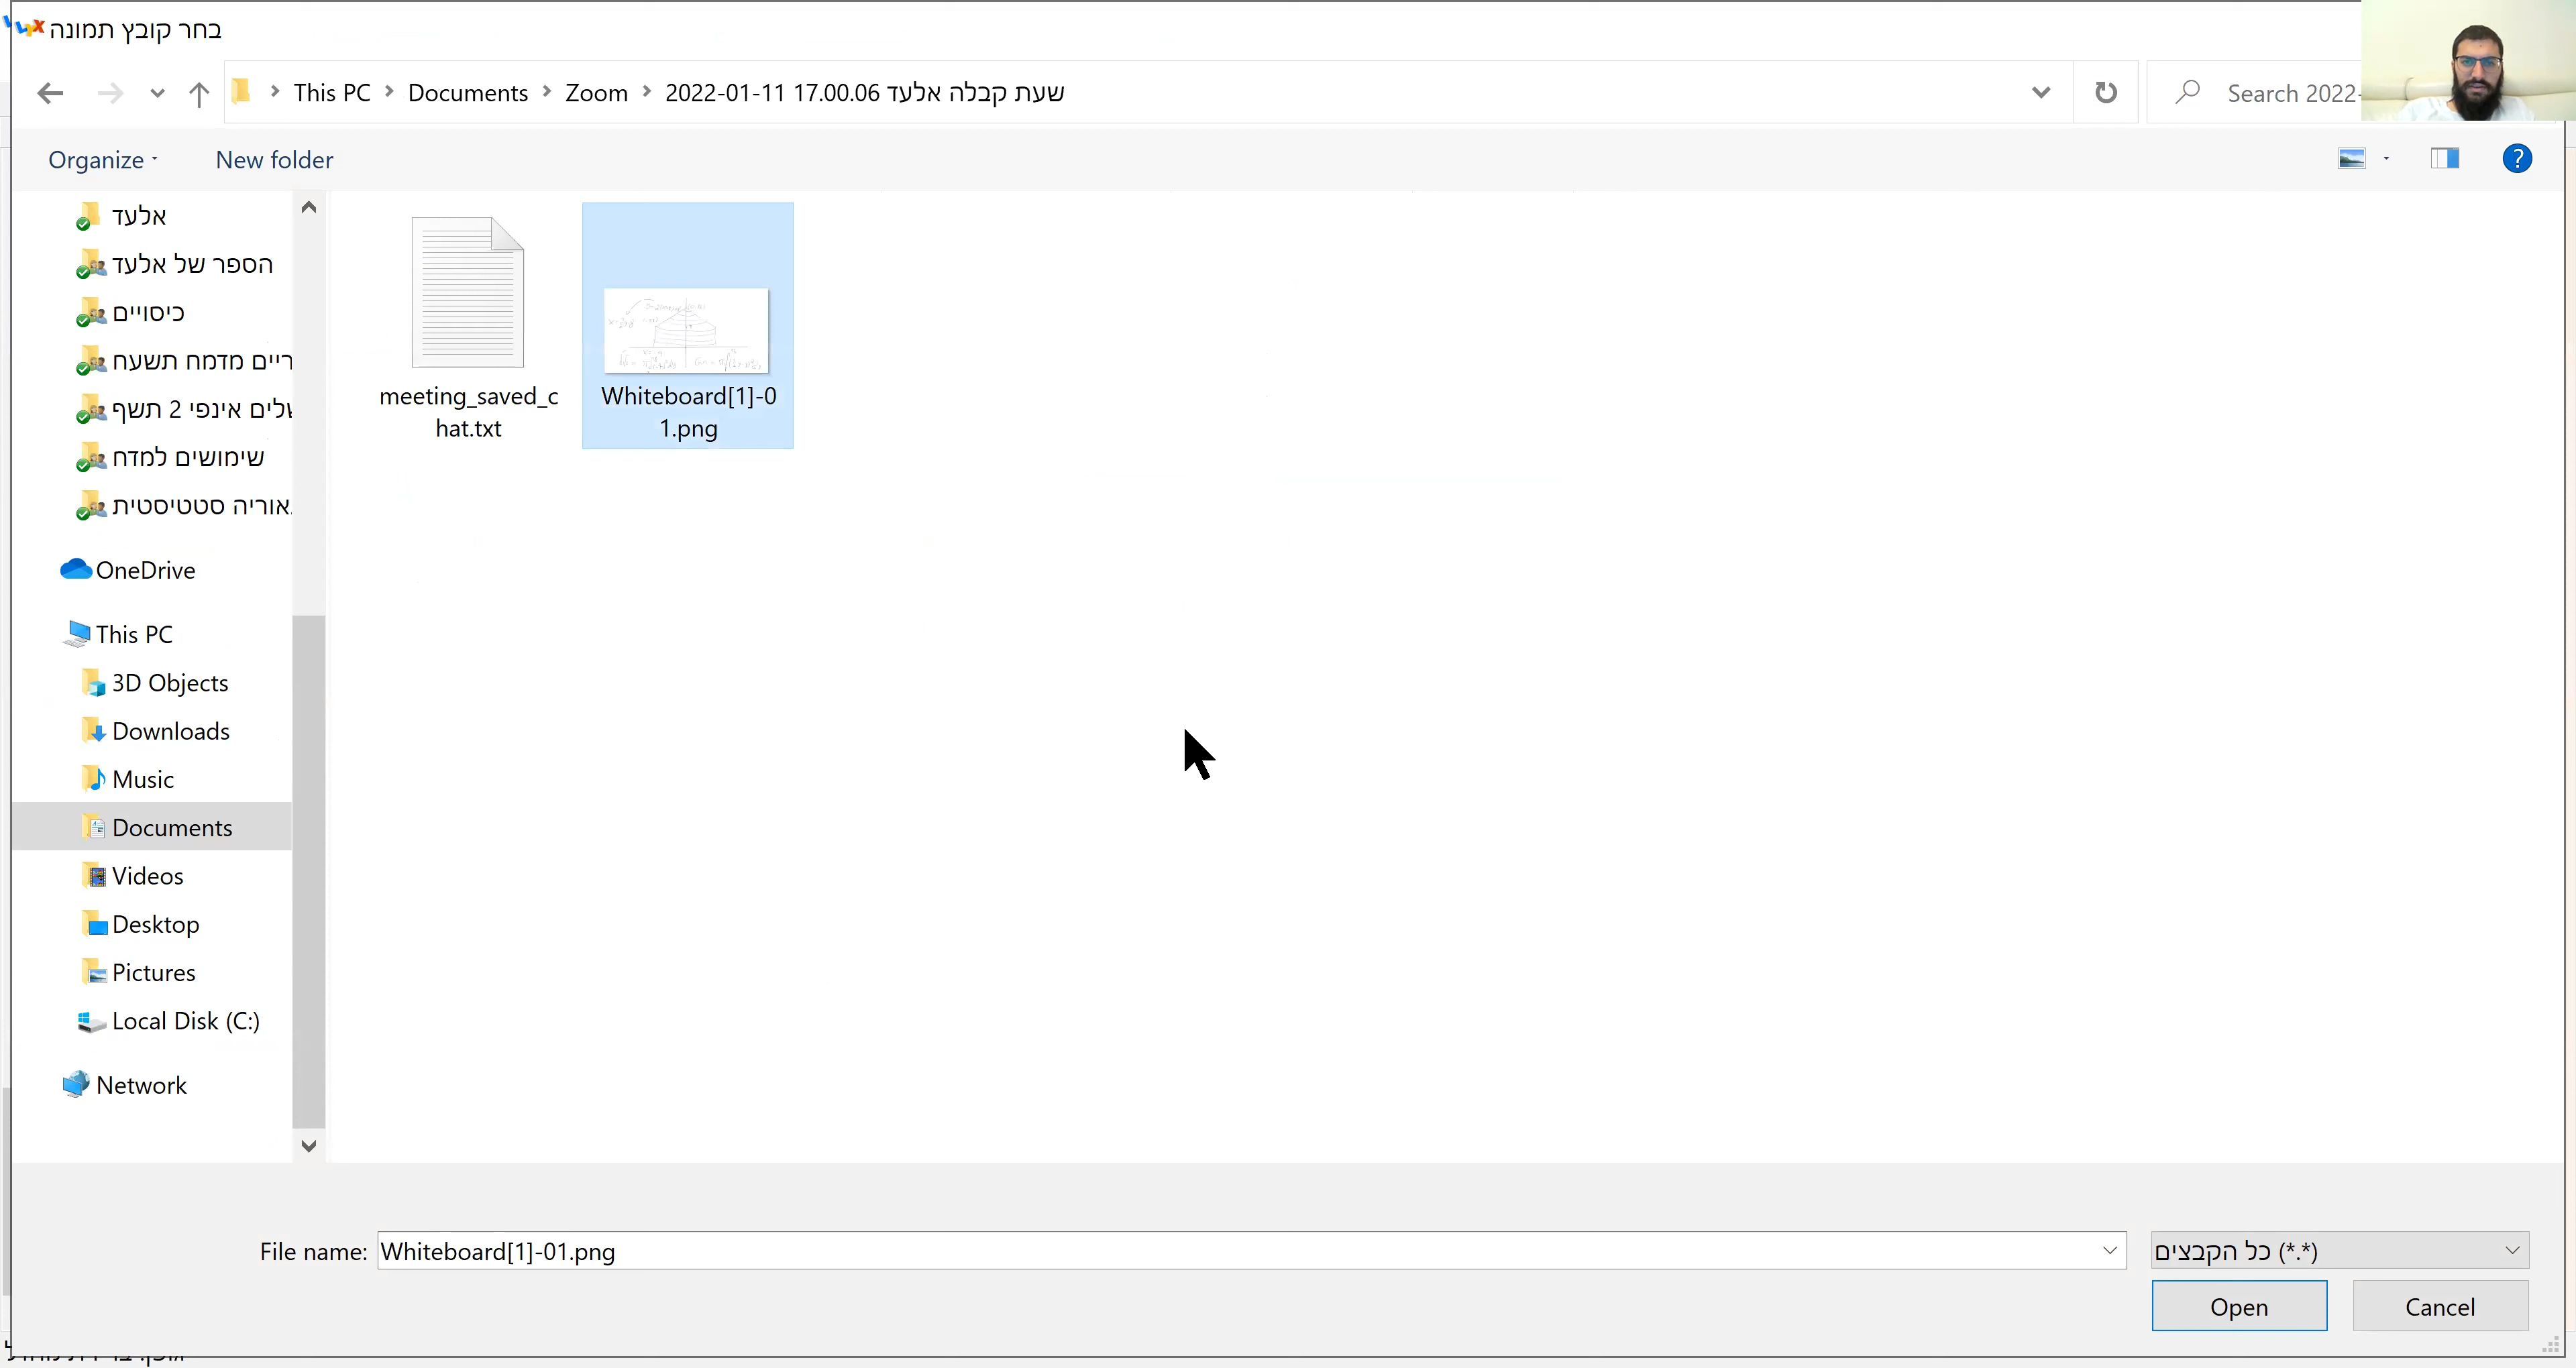 בחר קובץ תמונה
This PC > Documents > Zoom > 2022-01-11 17.00.06 שעת קבלה אלעד
Search 2022-
Organize
New folder
אלעד
הספר של אלעד
כיסויים
ריים מדמח תשעח
שלים אינפי 2 תשף
שימושים למדח
אוריה סטטיסטית
OneDrive
This PC
3D Objects
Downloads
Music
Documents
Videos
Desktop
Pictures
Local Disk (C:)
Network
meeting_saved_c
hat.txt
Whiteboard[1]-0
1.png
File name: Whiteboard[1]-01.png
כל הקבצים (*.*)
Open
Cancel